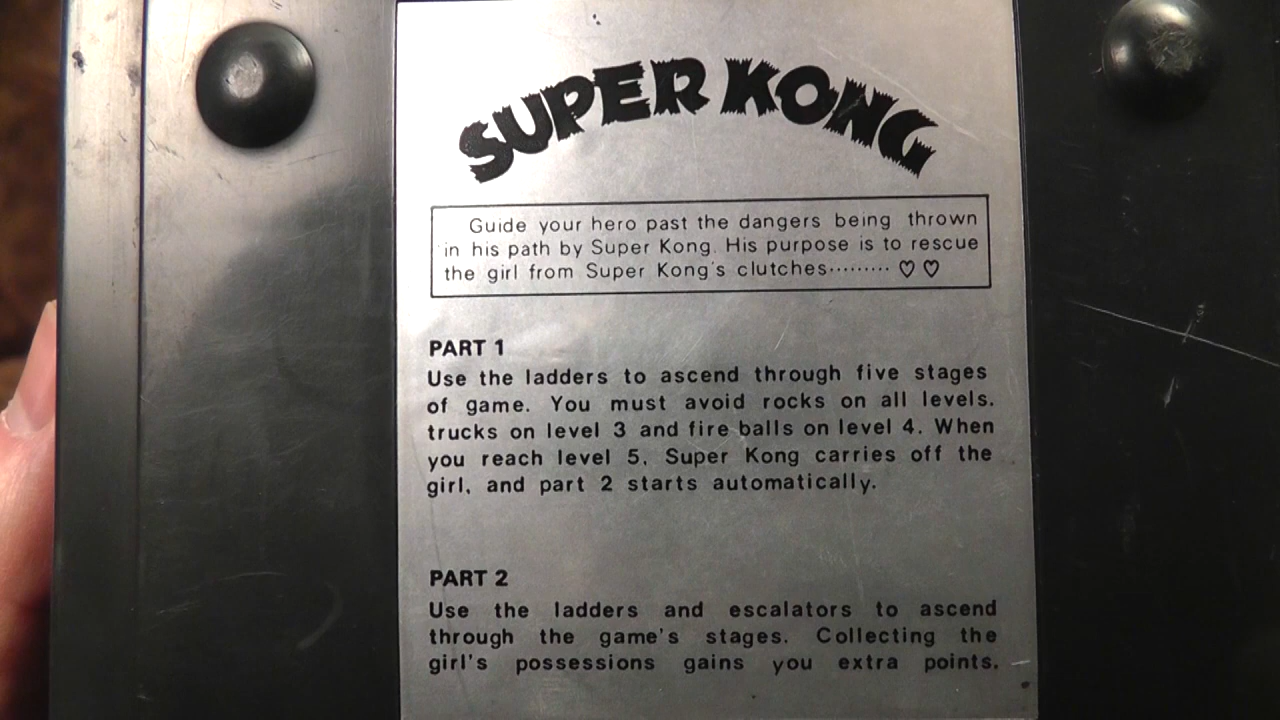 SUPER KONG
Guide your hero past the dangers being thrown
in his path by Super Kong. His purpose is to rescue
the girl from Super Kong's clutches········· ♡ ♡
PART 1
Use the ladders to ascend through five stages
of game. You must avoid rocks on all levels.
trucks on level 3 and fire balls on level 4. When
you reach level 5, Super Kong carries off the
girl, and part 2 starts automatically.
PART 2
Use the ladders and escalators to ascend
through the game's stages. Collecting the
girl's possessions gains you extra points.